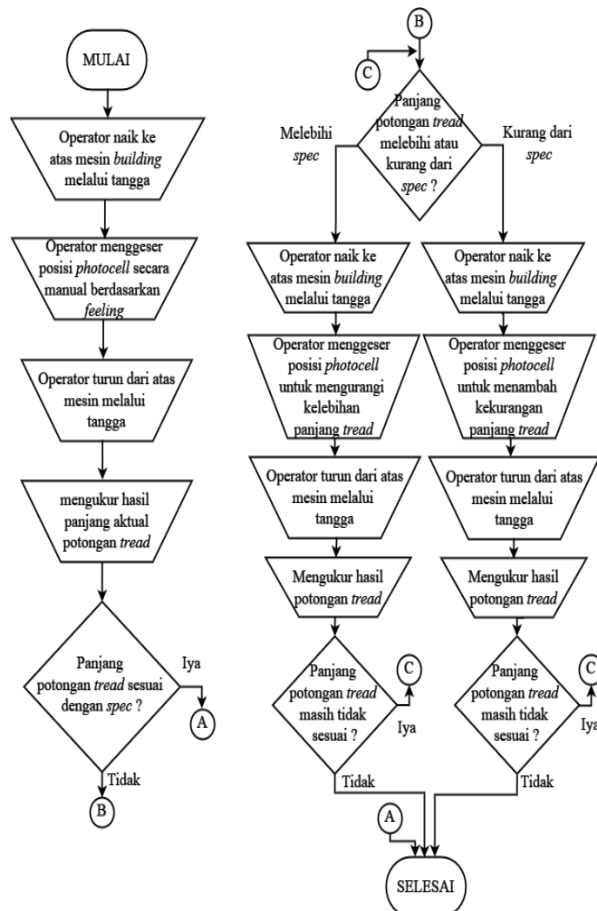 MULAI
Operator naik ke
atas mesin building
melalui tangga
Operator menggeser
posisi photocell secara
manual berdasarkan
feeling
Operator turun dari atas
mesin melalui
tangga
mengukur hasil
panjang aktual
potongan tread
Panjang
potongan tread sesuai
dengan spec ?
Iya
A
Tidak
B
B
C
Panjang
potongan tread
melebihi atau
kurang dari
spec ?
Melebihi
spec
Kurang dari
spec
Operator naik ke
atas mesin building
melalui tangga
Operator menggeser
posisi photocell
untuk mengurangi
kelebihan
panjang tread
Operator turun dari atas
mesin melalui
tangga
Mengukur hasil
potongan tread
Panjang
potongan tread
masih tidak
sesuai ?
C
Iya
Tidak
Operator naik ke
atas mesin building
melalui tangga
Operator menggeser
posisi photocell
untuk menambah
kekurangan
panjang tread
Operator turun dari atas
mesin melalui
tangga
Mengukur hasil
potongan tread
Panjang
potongan tread
masih tidak
sesuai ?
C
Iya
Tidak
A
SELESAI